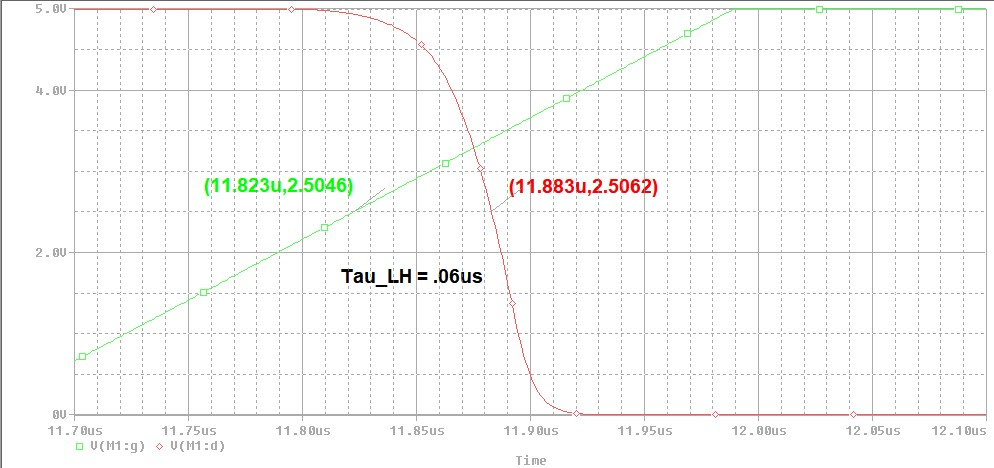 5.0V
4.0V
(11.823u,2.5046) (11.883u,2.5062)
2.0V
Tau_LH = .06us
0V
11.70us 11.75us 11.80us 11.85us 11.90us 11.95us 12.00us 12.05us 12.10us
V(M1:g) V(M1:d)
Time